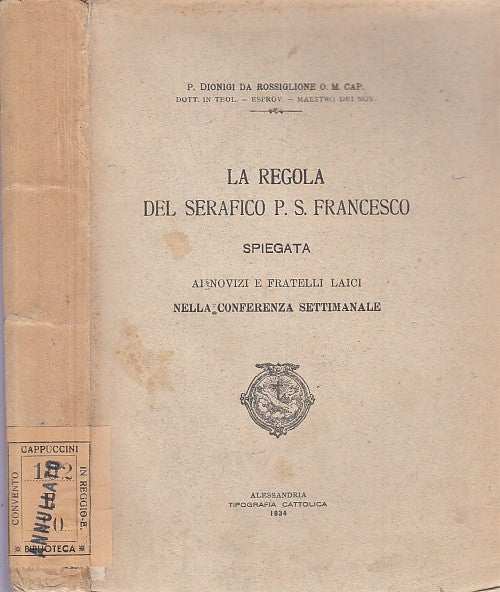 P. DIONIGI DA ROSSIGLIONE O. M. CAP.
DOTT. IN TEOL. — ESPROV. — MAESTRO DEI NOV.
LA REGOLA
DEL SERAFICO P. S. FRANCESCO
SPIEGATA
AI NOVIZI E FRATELLI LAICI
NELLA CONFERENZA SETTIMANALE
ALESSANDRIA
TIPOGRAFIA CATTOLICA
1934
CONVENTO
CAPPUCCINI
IN REGGIO-E.
* BIBLIOTECA *
ANNULLATO